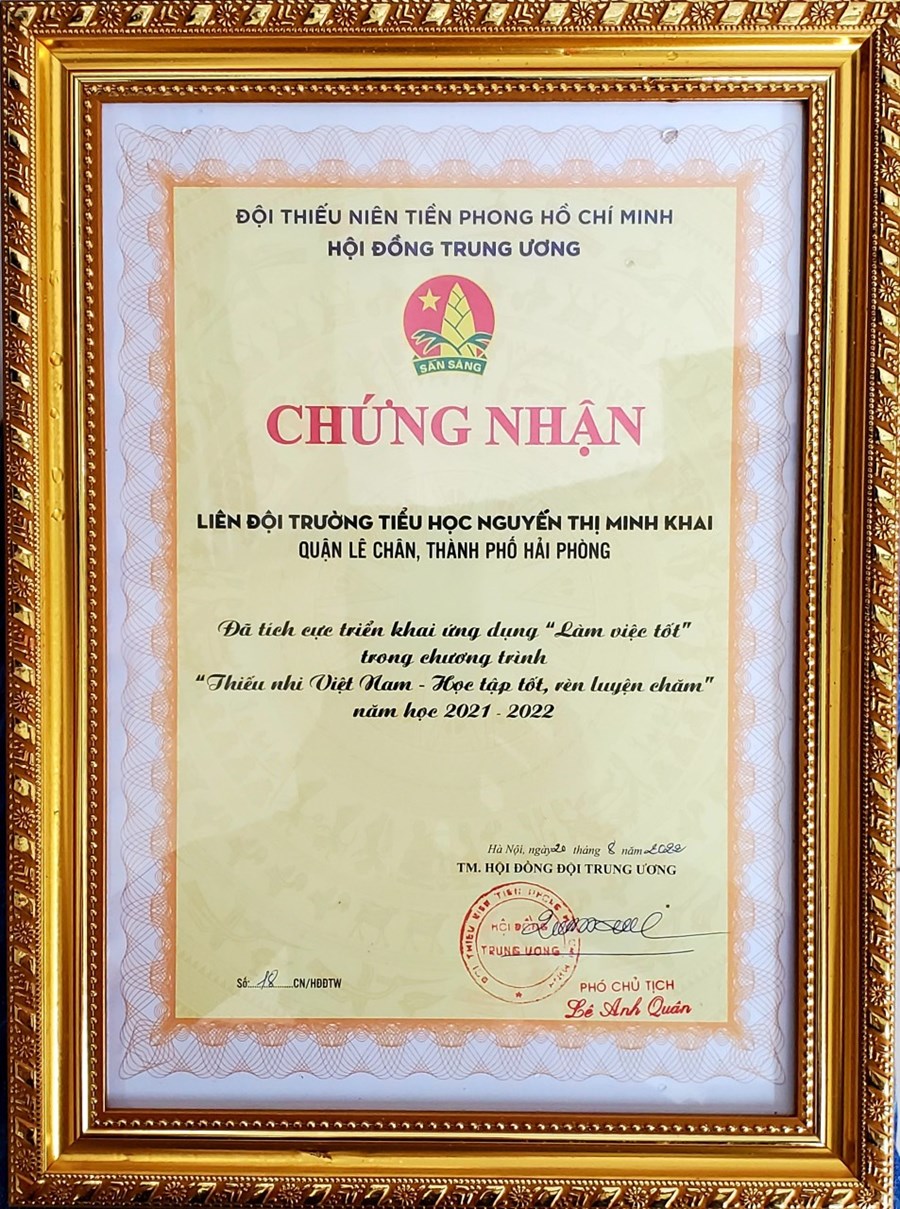 ĐỘI THIẾU NIÊN TIỀN PHONG HỒ CHÍ MINH
HỘI ĐỒNG TRUNG ƯƠNG
SẴN SÀNG
CHỨNG NHẬN
LIÊN ĐỘI TRƯỜNG TIỂU HỌC NGUYỄN THỊ MINH KHAI
QUẬN LÊ CHÂN, THÀNH PHỐ HẢI PHÒNG
Đã tích cực triển khai ứng dụng “Làm việc tốt”
trong chương trình
“Thiếu nhi Việt Nam - Học tập tốt, rèn luyện chăm”
năm học 2021 - 2022
Hà Nội, ngày 20 tháng 8 năm 2022
TM. HỘI ĐỒNG ĐỘI TRUNG ƯƠNG
HỘI ĐỒNG
TRUNG ƯƠNG
Số:....18....CN/HĐĐTW
PHÓ CHỦ TỊCH
Lê Anh Quân